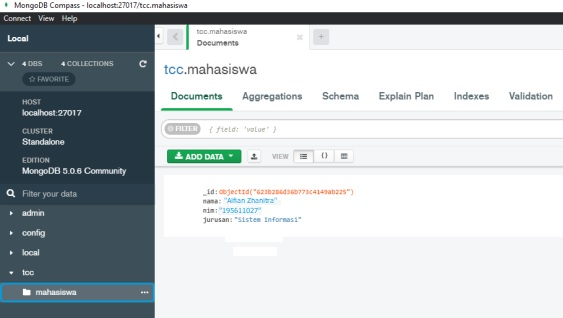 MongoDB Compass - localhost:27017/tcc.mahasiswa
Connect View Help
Local
4 DBS 4 COLLECTIONS
FAVORITE
HOST
localhost:27017
CLUSTER
Standalone
EDITION
MongoDB 5.0.6 Community
Filter your data
admin
config
local
tcc
mahasiswa
tcc.mahasiswa
Documents
tcc.mahasiswa
Documents Aggregations Schema Explain Plan Indexes Validation
FILTER { field: 'value' }
ADD DATA VIEW
_id: ObjectId("623b286d36b773c4149ab225")
nama: "Alfian Zhanitra"
nim: "195611027"
jurusan: "Sistem Informasi"